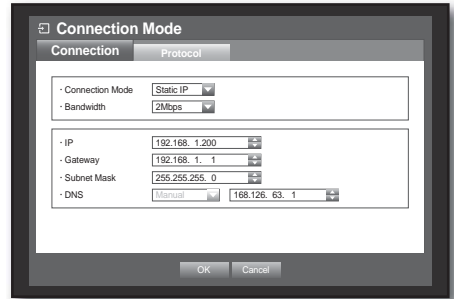 Connection Mode
Connection Protocol
· Connection Mode Static IP
· Bandwidth 2Mbps
· IP 192.168. 1.200
· Gateway 192.168. 1. 1
· Subnet Mask 255.255.255. 0
· DNS Manual 168.126. 63. 1
OK Cancel